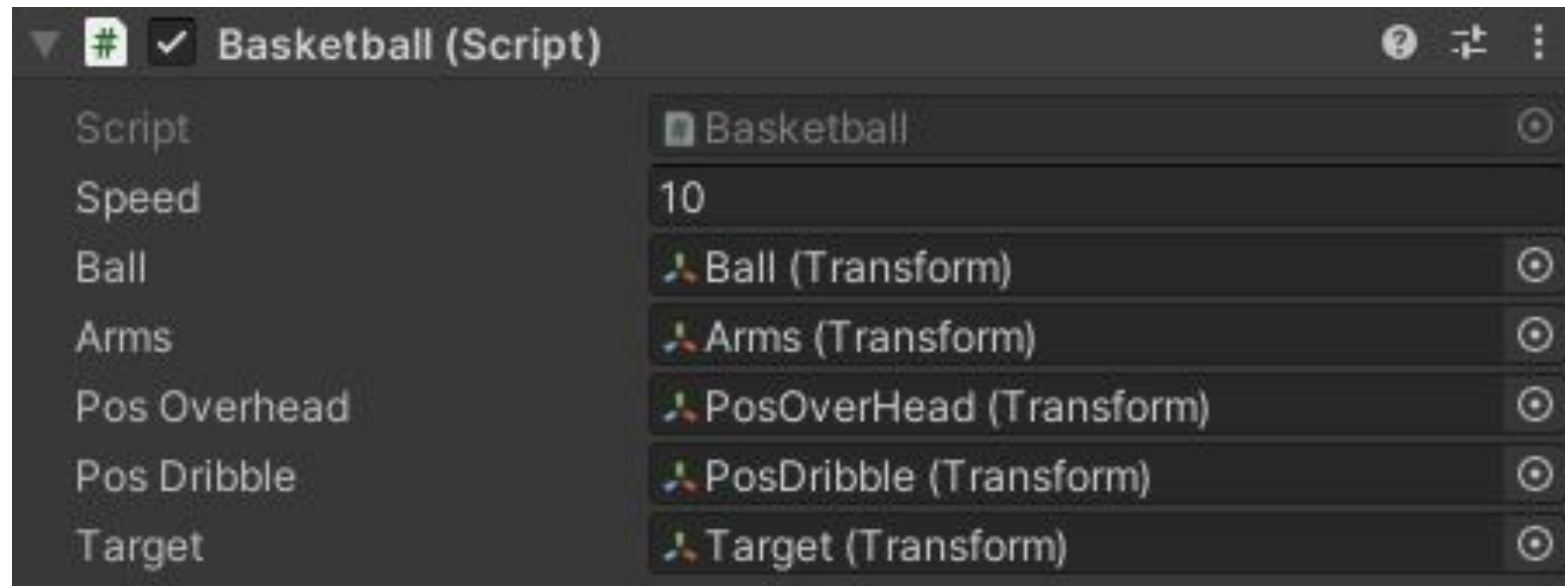 Basketball (Script)
Script Basketball
Speed 10
Ball Ball (Transform)
Arms Arms (Transform)
Pos Overhead PosOverHead (Transform)
Pos Dribble PosDribble (Transform)
Target Target (Transform)